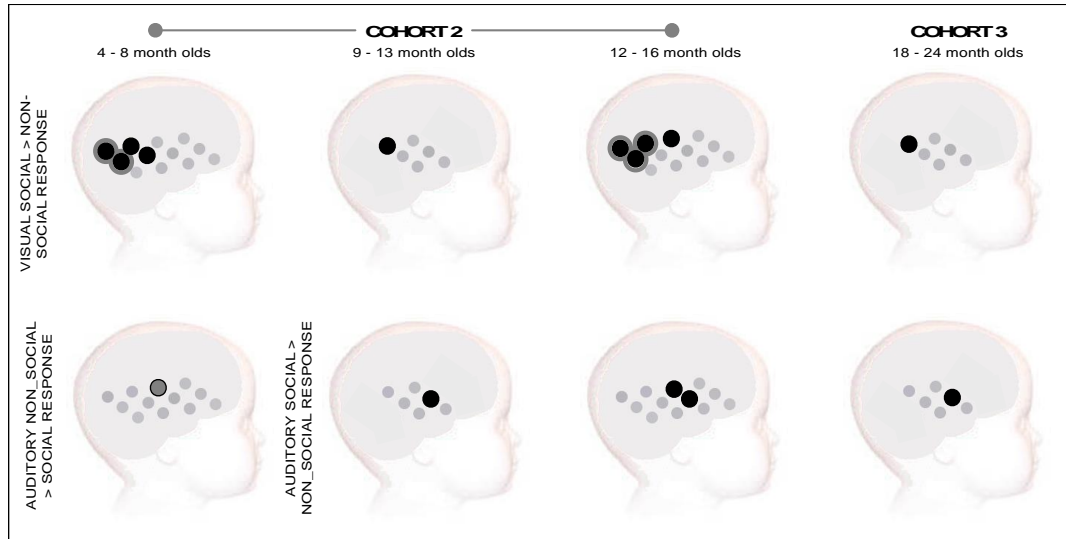 COHORT 2
COHORT 3
4 - 8 month olds
9 - 13 month olds
12 - 16 month olds
18 - 24 month olds
VISUAL SOCIAL > NON-
SOCIAL RESPONSE
AUDITORY NON_SOCIAL
> SOCIAL RESPONSE
AUDITORY SOCIAL >
NON_SOCIAL RESPONSE